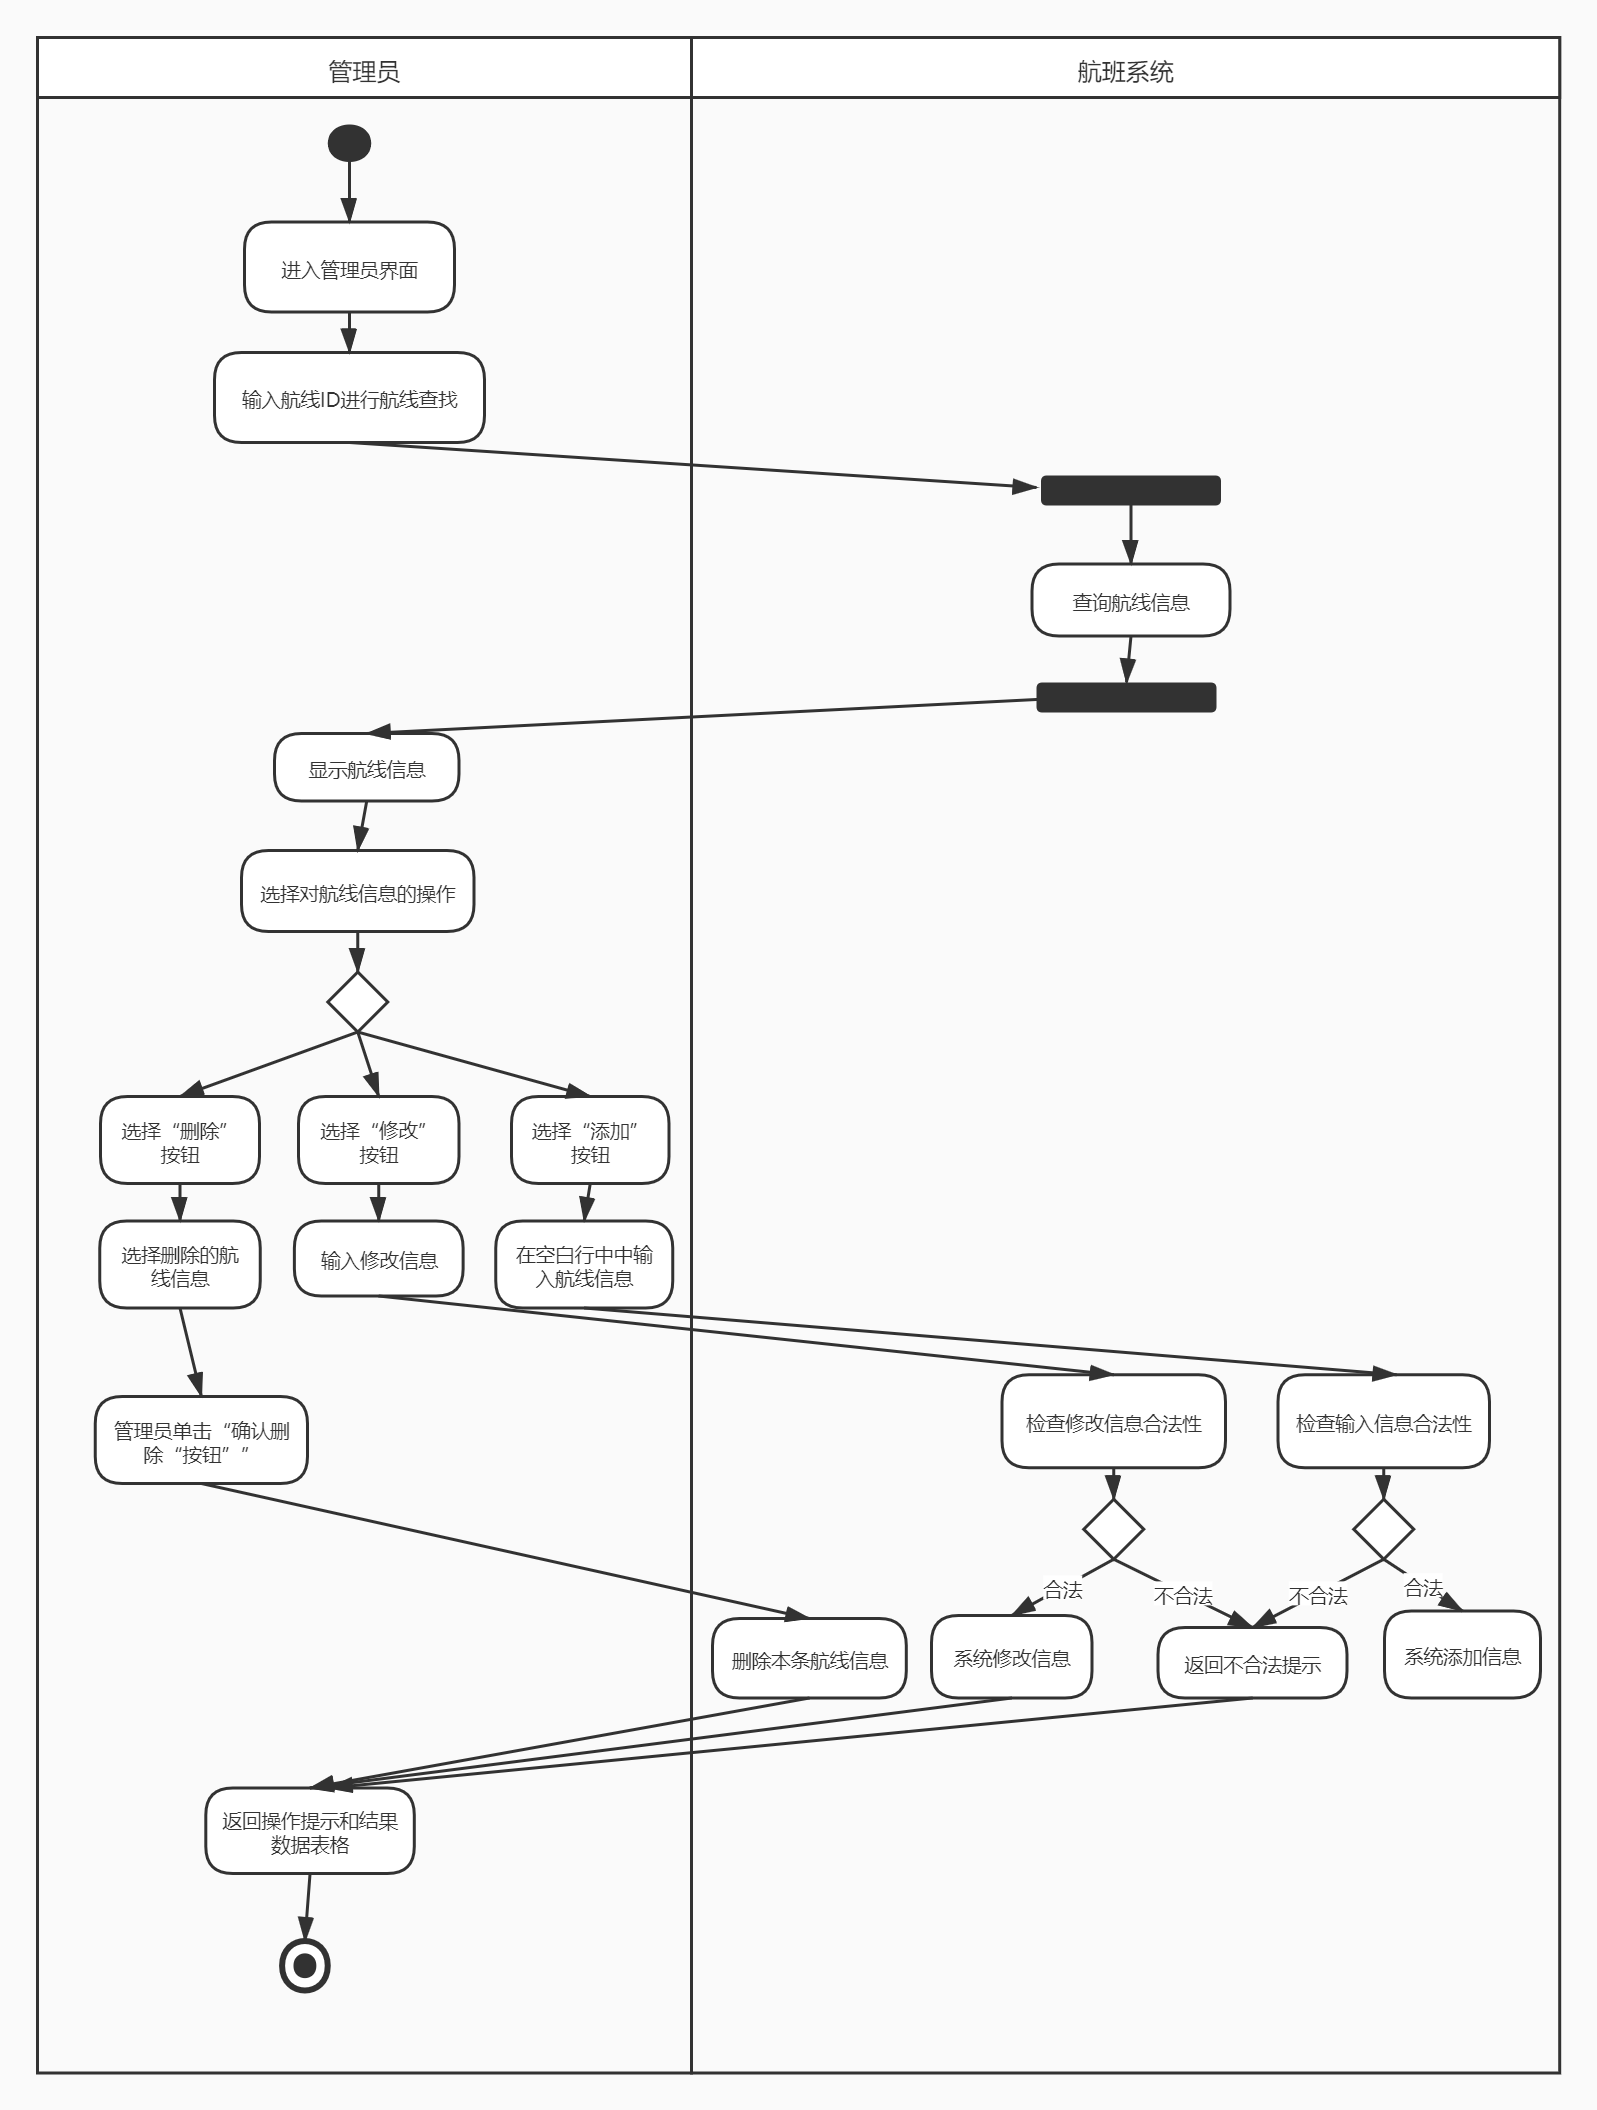 管理员
航班系统
进入管理员界面
输入航线ID进行航线查找
查询航线信息
显示航线信息
选择对航线信息的操作
选择“删除”
按钮
选择“修改”
按钮
选择“添加”
按钮
选择删除的航
线信息
输入修改信息
在空白行中中输
入航线信息
管理员单击“确认删
除“按钮””
检查修改信息合法性
检查输入信息合法性
合法
不合法
不合法
合法
删除本条航线信息
系统修改信息
返回不合法提示
系统添加信息
返回操作提示和结果
数据表格